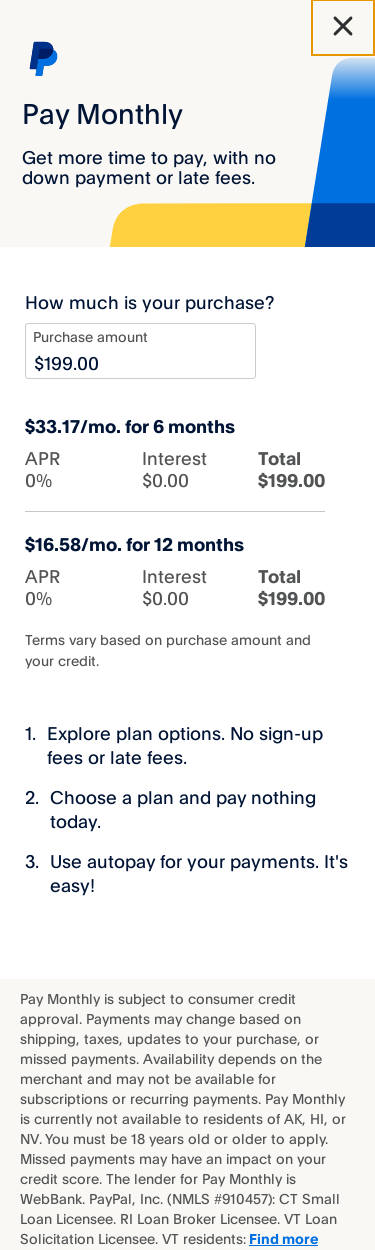 Pay Monthly
Get more time to pay, with no
down payment or late fees.
How much is your purchase?
Purchase amount
$199.00
$33.17/mo. for 6 months
APR Interest Total
0% $0.00 $199.00
$16.58/mo. for 12 months
APR Interest Total
0% $0.00 $199.00
Terms vary based on purchase amount and
your credit.
1. Explore plan options. No sign-up
fees or late fees.
2. Choose a plan and pay nothing
today.
3. Use autopay for your payments. It's
easy!
Pay Monthly is subject to consumer credit
approval. Payments may change based on
shipping, taxes, updates to your purchase, or
missed payments. Availability depends on the
merchant and may not be available for
subscriptions or recurring payments. Pay Monthly
is currently not available to residents of AK, HI, or
NV. You must be 18 years old or older to apply.
Missed payments may have an impact on your
credit score. The lender for Pay Monthly is
WebBank. PayPal, Inc. (NMLS #910457): CT Small
Loan Licensee. RI Loan Broker Licensee. VT Loan
Solicitation Licensee. VT residents: Find more